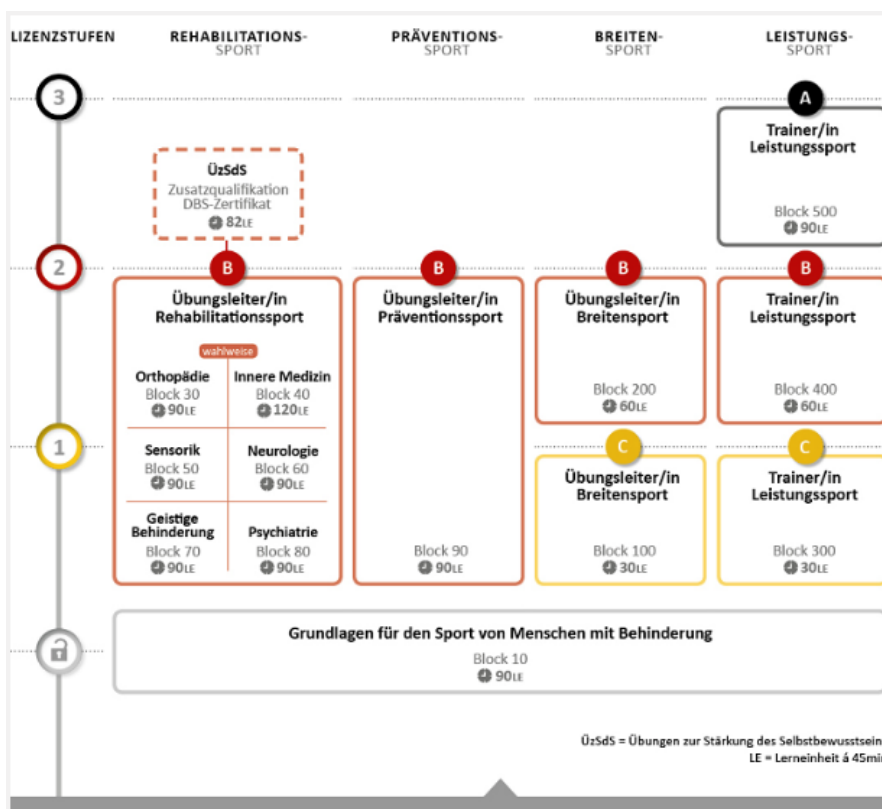 LIZENZSTUFEN
REHABILITATIONS-
SPORT
PRÄVENTIONS-
SPORT
BREITEN-
SPORT
LEISTUNGS-
SPORT
3
A
Trainer/in
Leistungssport
Block 500
90LE
ÜzSdS
Zusatzqualifikation
DBS-Zertifikat
82LE
2
B
Übungsleiter/in
Rehabilitationssport
wahlweise
Orthopädie
Block 30
90LE
Innere Medizin
Block 40
120LE
Sensorik
Block 50
90LE
Neurologie
Block 60
90LE
Geistige
Behinderung
Block 70
90LE
Psychiatrie
Block 80
90LE
B
Übungsleiter/in
Präventionssport
Block 90
90LE
B
Übungsleiter/in
Breitensport
Block 200
60LE
B
Trainer/in
Leistungssport
Block 400
60LE
1
C
Übungsleiter/in
Breitensport
Block 100
30LE
C
Trainer/in
Leistungssport
Block 300
30LE
Grundlagen für den Sport von Menschen mit Behinderung
Block 10
90LE
ÜzSdS = Übungen zur Stärkung des Selbstbewusstsein
LE = Lerneinheit á 45min